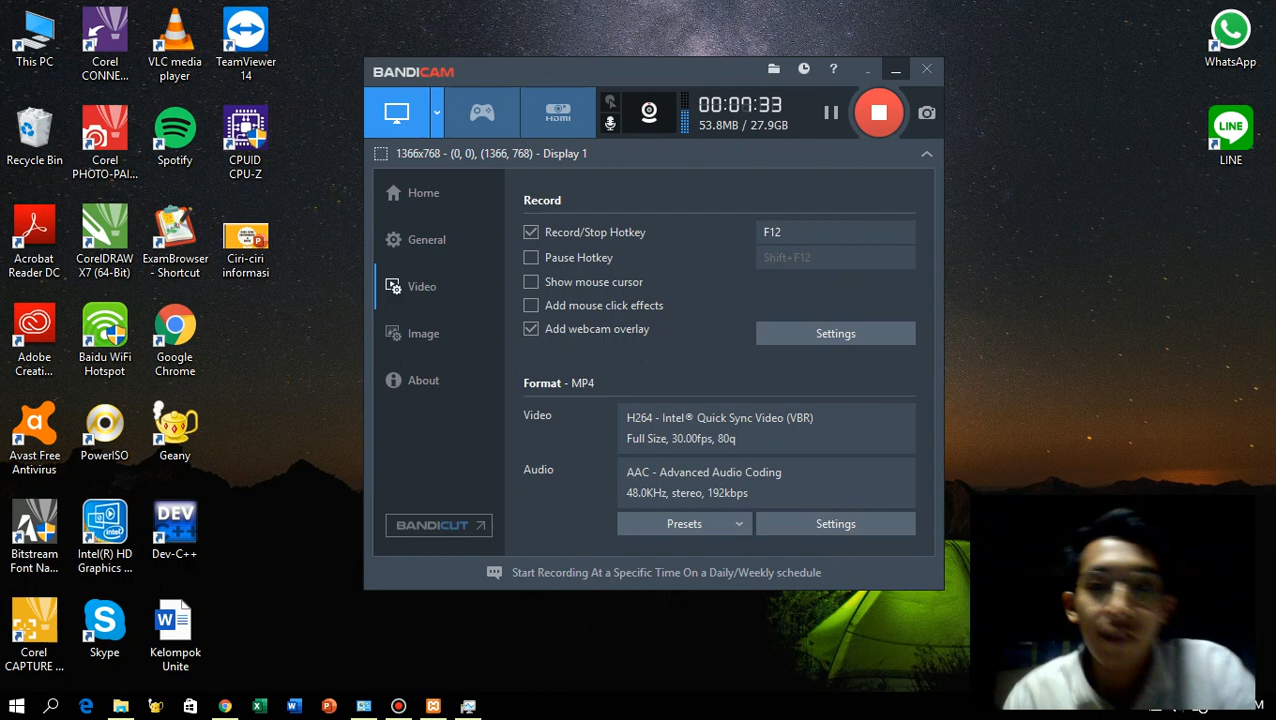 This PC
Corel
CONNE...
VLC media
player
TeamViewer
14
WhatsApp
Recycle Bin
Corel
PHOTO-PAI...
Spotify
CPUID
CPU-Z
LINE
LINE
Acrobat
Reader DC
CorelDRAW
X7 (64-Bit)
ExamBrowser
- Shortcut
Ciri-ciri
informasi
Adobe
Creati...
Baidu WiFi
Hotspot
Google
Chrome
Avast Free
Antivirus
PowerISO
Geany
Bitstream
Font Na...
Intel(R) HD
Graphics ...
DEV
Dev-C++
Corel
CAPTURE ...
Skype
Kelompok
Unite
BANDICAM
HDMI
00:07:33
53.8MB / 27.9GB
1366x768 - (0, 0), (1366, 768) - Display 1
Home
General
Video
Image
About
BANDICUT
Record
Record/Stop Hotkey
F12
Pause Hotkey
Shift+F12
Show mouse cursor
Add mouse click effects
Add webcam overlay
Settings
Format - MP4
Video
H264 - Intel® Quick Sync Video (VBR)
Full Size, 30.00fps, 80q
Audio
AAC - Advanced Audio Coding
48.0KHz, stereo, 192kbps
Presets
Settings
Start Recording At a Specific Time On a Daily/Weekly schedule